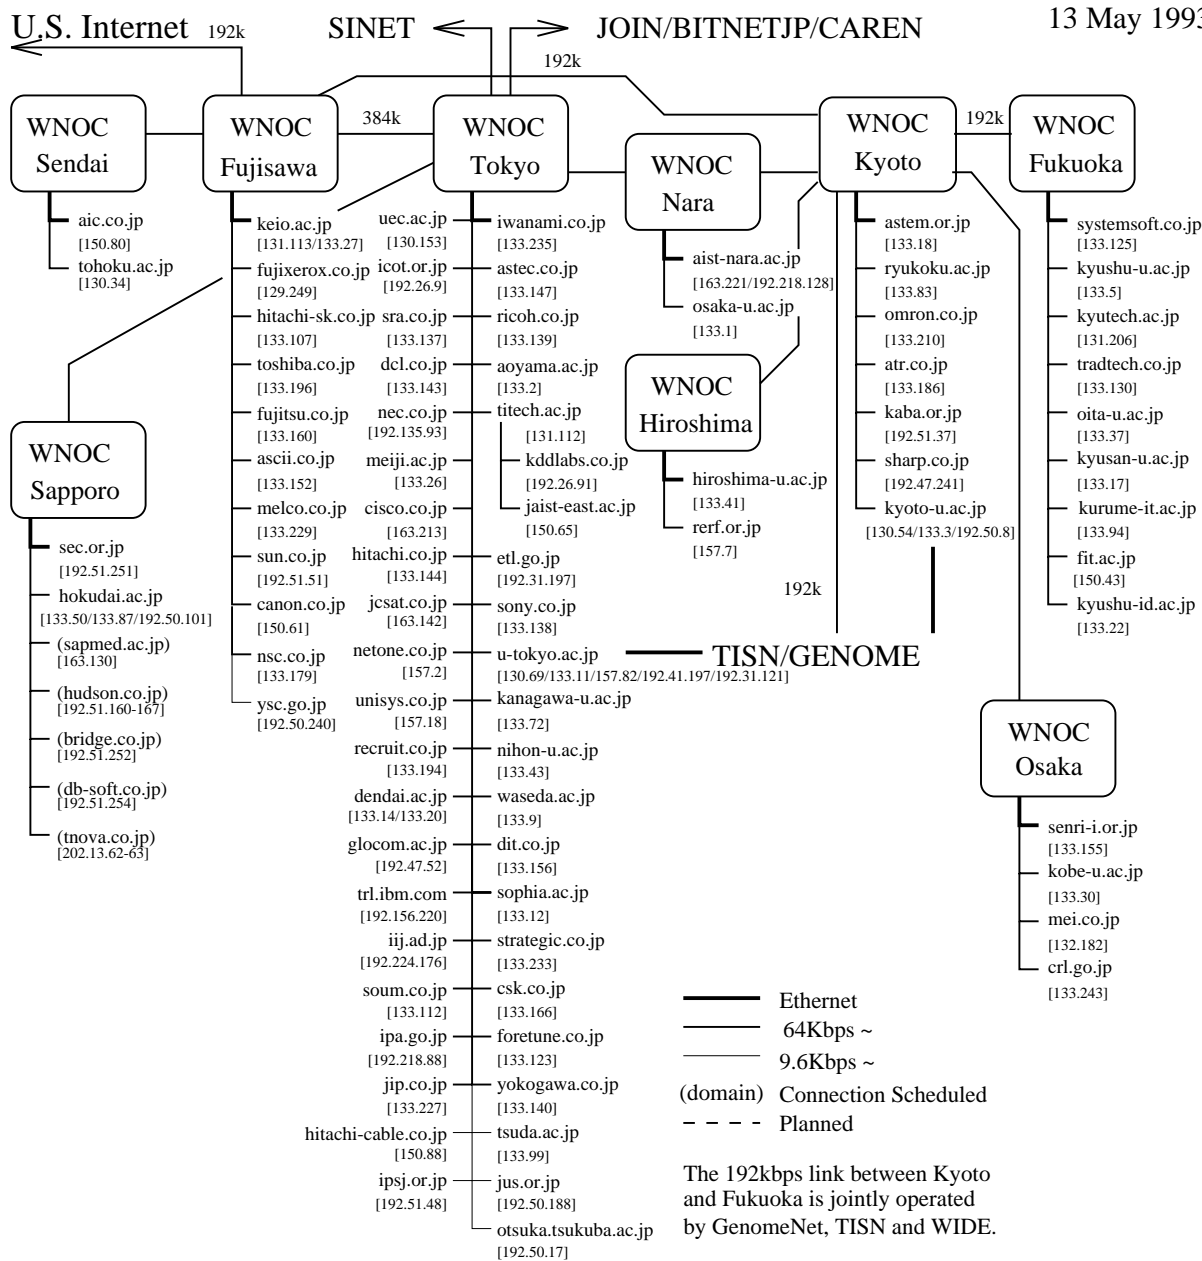 U.S. Internet
192k
SINET
JOIN/BITNETJP/CAREN
13 May 1993
192k
WNOC
Sendai
WNOC
Fujisawa
384k
WNOC
Tokyo
WNOC
Nara
WNOC
Kyoto
192k
WNOC
Fukuoka
aic.co.jp
[150.80]
tohoku.ac.jp
[130.34]
WNOC
Sapporo
sec.or.jp
[192.51.251]
hokudai.ac.jp
[133.50/133.87/192.50.101]
(sapmed.ac.jp)
[163.130]
(hudson.co.jp)
[192.51.160-167]
(bridge.co.jp)
[192.51.252]
(db-soft.co.jp)
[192.51.254]
(tnova.co.jp)
[202.13.62-63]
keio.ac.jp
[131.113/133.27]
fujixerox.co.jp
[129.249]
hitachi-sk.co.jp
[133.107]
toshiba.co.jp
[133.196]
fujitsu.co.jp
[133.160]
ascii.co.jp
[133.152]
melco.co.jp
[133.229]
sun.co.jp
[192.51.51]
canon.co.jp
[150.61]
nsc.co.jp
[133.179]
ysc.go.jp
[192.50.240]
uec.ac.jp
[130.153]
icot.or.jp
[192.26.9]
sra.co.jp
[133.137]
dcl.co.jp
[133.143]
nec.co.jp
[192.135.93]
meiji.ac.jp
[133.26]
cisco.co.jp
[163.213]
hitachi.co.jp
[133.144]
jcsat.co.jp
[163.142]
netone.co.jp
[157.2]
unisys.co.jp
[157.18]
recruit.co.jp
[133.194]
dendai.ac.jp
[133.14/133.20]
glocom.ac.jp
[192.47.52]
trl.ibm.com
[192.156.220]
iij.ad.jp
[192.224.176]
soum.co.jp
[133.112]
ipa.go.jp
[192.218.88]
jip.co.jp
[133.227]
hitachi-cable.co.jp
[150.88]
ipsj.or.jp
[192.51.48]
iwanami.co.jp
[133.235]
astec.co.jp
[133.147]
ricoh.co.jp
[133.139]
aoyama.ac.jp
[133.2]
titech.ac.jp
[131.112]
kddlabs.co.jp
[192.26.91]
jaist-east.ac.jp
[150.65]
etl.go.jp
[192.31.197]
sony.co.jp
[133.138]
u-tokyo.ac.jp
[130.69/133.11/157.82/192.41.197/192.31.121]
kanagawa-u.ac.jp
[133.72]
nihon-u.ac.jp
[133.43]
waseda.ac.jp
[133.9]
dit.co.jp
[133.156]
sophia.ac.jp
[133.12]
strategic.co.jp
[133.233]
csk.co.jp
[133.166]
foretune.co.jp
[133.123]
yokogawa.co.jp
[133.140]
tsuda.ac.jp
[133.99]
jus.or.jp
[192.50.188]
otsuka.tsukuba.ac.jp
[192.50.17]
aist-nara.ac.jp
[163.221/192.218.128]
osaka-u.ac.jp
[133.1]
WNOC
Hiroshima
hiroshima-u.ac.jp
[133.41]
rerf.or.jp
[157.7]
192k
TISN/GENOME
astem.or.jp
[133.18]
ryukoku.ac.jp
[133.83]
omron.co.jp
[133.210]
atr.co.jp
[133.186]
kaba.or.jp
[192.51.37]
sharp.co.jp
[192.47.241]
kyoto-u.ac.jp
[130.54/133.3/192.50.8]
systemsoft.co.jp
[133.125]
kyushu-u.ac.jp
[133.5]
kyutech.ac.jp
[131.206]
tradtech.co.jp
[133.130]
oita-u.ac.jp
[133.37]
kyusan-u.ac.jp
[133.17]
kurume-it.ac.jp
[133.94]
fit.ac.jp
[150.43]
kyushu-id.ac.jp
[133.22]
WNOC
Osaka
senri-i.or.jp
[133.155]
kobe-u.ac.jp
[133.30]
mei.co.jp
[132.182]
crl.go.jp
[133.243]
Ethernet
64Kbps ~
9.6Kbps ~
(domain) Connection Scheduled
Planned
The 192kbps link between Kyoto
and Fukuoka is jointly operated
by GenomeNet, TISN and WIDE.